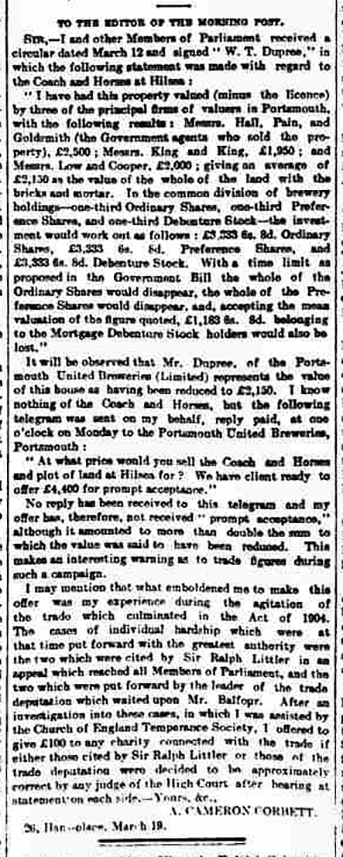 TO THE EDITOR OF THE MORNING POST.
SIR,—I and other Members of Parliament received a
circular dated March 12 and signed "W. T. Dupree," in
which the following statement was made with regard to
the Coach and Horses at Hilsea :
"I have had this property valued (minus the licence)
by three of the principal firms of valuers in Portsmouth,
with the following results : Messrs. Hall, Pain, and
Goldsmith (the Government agents who sold the pro-
perty), £2,500 ; Messrs. King and King, £1,950 ; and
Messrs. Low and Cooper, £2,000 ; giving an average of
£2,150 as the value of the whole of the land with the
bricks and mortar. In the common division of brewery
holdings—one-third Ordinary Shares, one-third Prefer-
ence Shares, and one-third Debenture Stock—the invest-
ment would work out as follows : £3,333 6s. 8d. Ordinary
Shares, £3,333 6s. 8d. Preference Shares, and
£3,333 6s. 8d. Debenture Stock. With a time limit as
proposed in the Government Bill the whole of the
Ordinary Shares would disappear, the whole of the Pre-
ference Shares would disappear, and, accepting the mean
valuation of the figure quoted, £1,183 6s. 8d. belonging
to the Mortgage Debenture Stock holders would also be
lost."
It will be observed that Mr. Dupree, of the Ports-
mouth United Breweries (Limited) represents the value
of this house as having been reduced to £2,150. I know
nothing of the Coach and Horses, but the following
telegram was sent on my behalf, reply paid, at one
o'clock on Monday to the Portsmouth United Breweries,
Portsmouth :
"At what price would you sell the Coach and Horses
and plot of land at Hilsea for ? We have client ready to
offer £4,400 for prompt acceptance."
No reply has been received to this telegram and my
offer has, therefore, not received "prompt acceptance,"
although it amounted to more than double the sum to
which the value was said to have been reduced. This
makes an interesting warning as to trade figures during
such a campaign.
I may mention that what emboldened me to make this
offer was my experience during the agitation of
the trade which culminated in the Act of 1904.
The cases of individual hardship which were at
that time put forward with the greatest authority were
the two which were cited by Sir Ralph Littler in an
appeal which reached all Members of Parliament, and the
two which were put forward by the leader of the trade
deputation which waited upon Mr. Balfour. After an
investigation into these cases, in which I was assisted by
the Church of England Temperance Society, I offered to
give £100 to any charity connected with the trade if
either those cited by Sir Ralph Littler or those of the
trade deputation were decided to be approximately
correct by any judge of the High Court after hearing at
statement on each side.—Yours, &c.,
A. CAMERON CORBETT.
26, Hans-place, March 19.